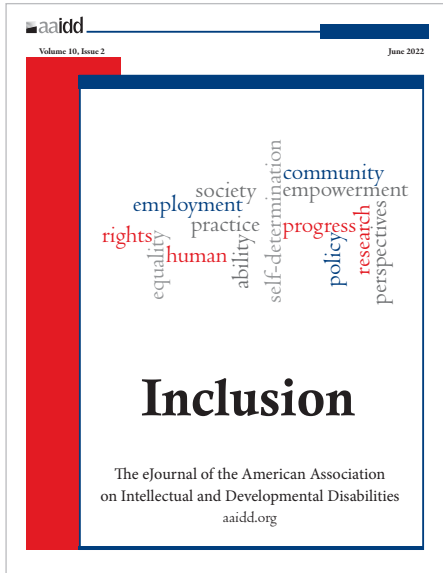 aaidd
Volume 10, Issue 2
June 2022
society
community
employment
empowerment
rights
practice
progress
human
equality
ability
self-determination
policy
research
perspectives
Inclusion
The eJournal of the American Association
on Intellectual and Developmental Disabilities
aaidd.org